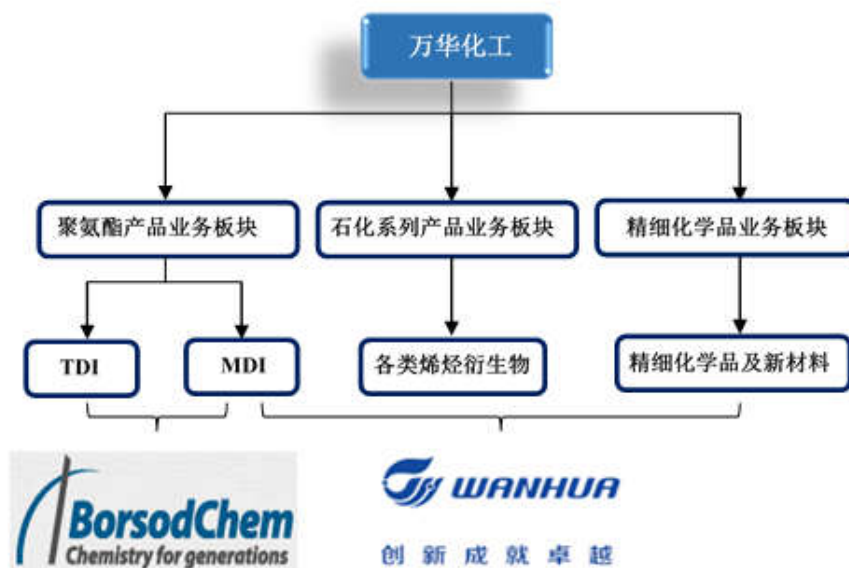 万华化工
聚氨酯产品业务板块
石化系列产品业务板块
精细化学品业务板块
TDI
MDI
各类烯烃衍生物
精细化学品及新材料
BorsodChem
Chemistry for generations
WANHUA
创新成就卓越